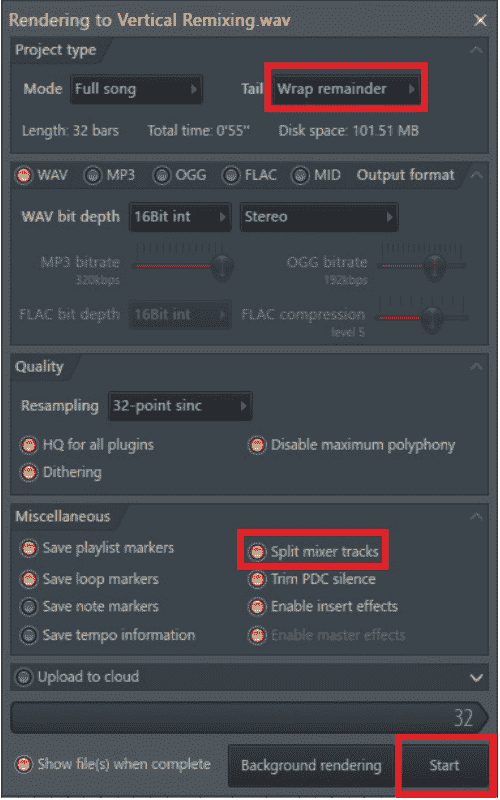 Rendering to Vertical Remixing.wav
Project type
Mode Full song Tail Wrap remainder
Length: 32 bars Total time: 0'55" Disk space: 101.51 MB
WAV MP3 OGG FLAC MID Output format
WAV bit depth 16Bit int Stereo
MP3 bitrate OGG bitrate
320kbps 192kbps
FLAC bit depth 16Bit int FLAC compression
level 5
Quality
Resampling 32-point sinc
HQ for all plugins Disable maximum polyphony
Dithering
Miscellaneous
Save playlist markers Split mixer tracks
Save loop markers Trim PDC silence
Save note markers Enable insert effects
Save tempo information Enable master effects
Upload to cloud
32
Show file(s) when complete Background rendering Start